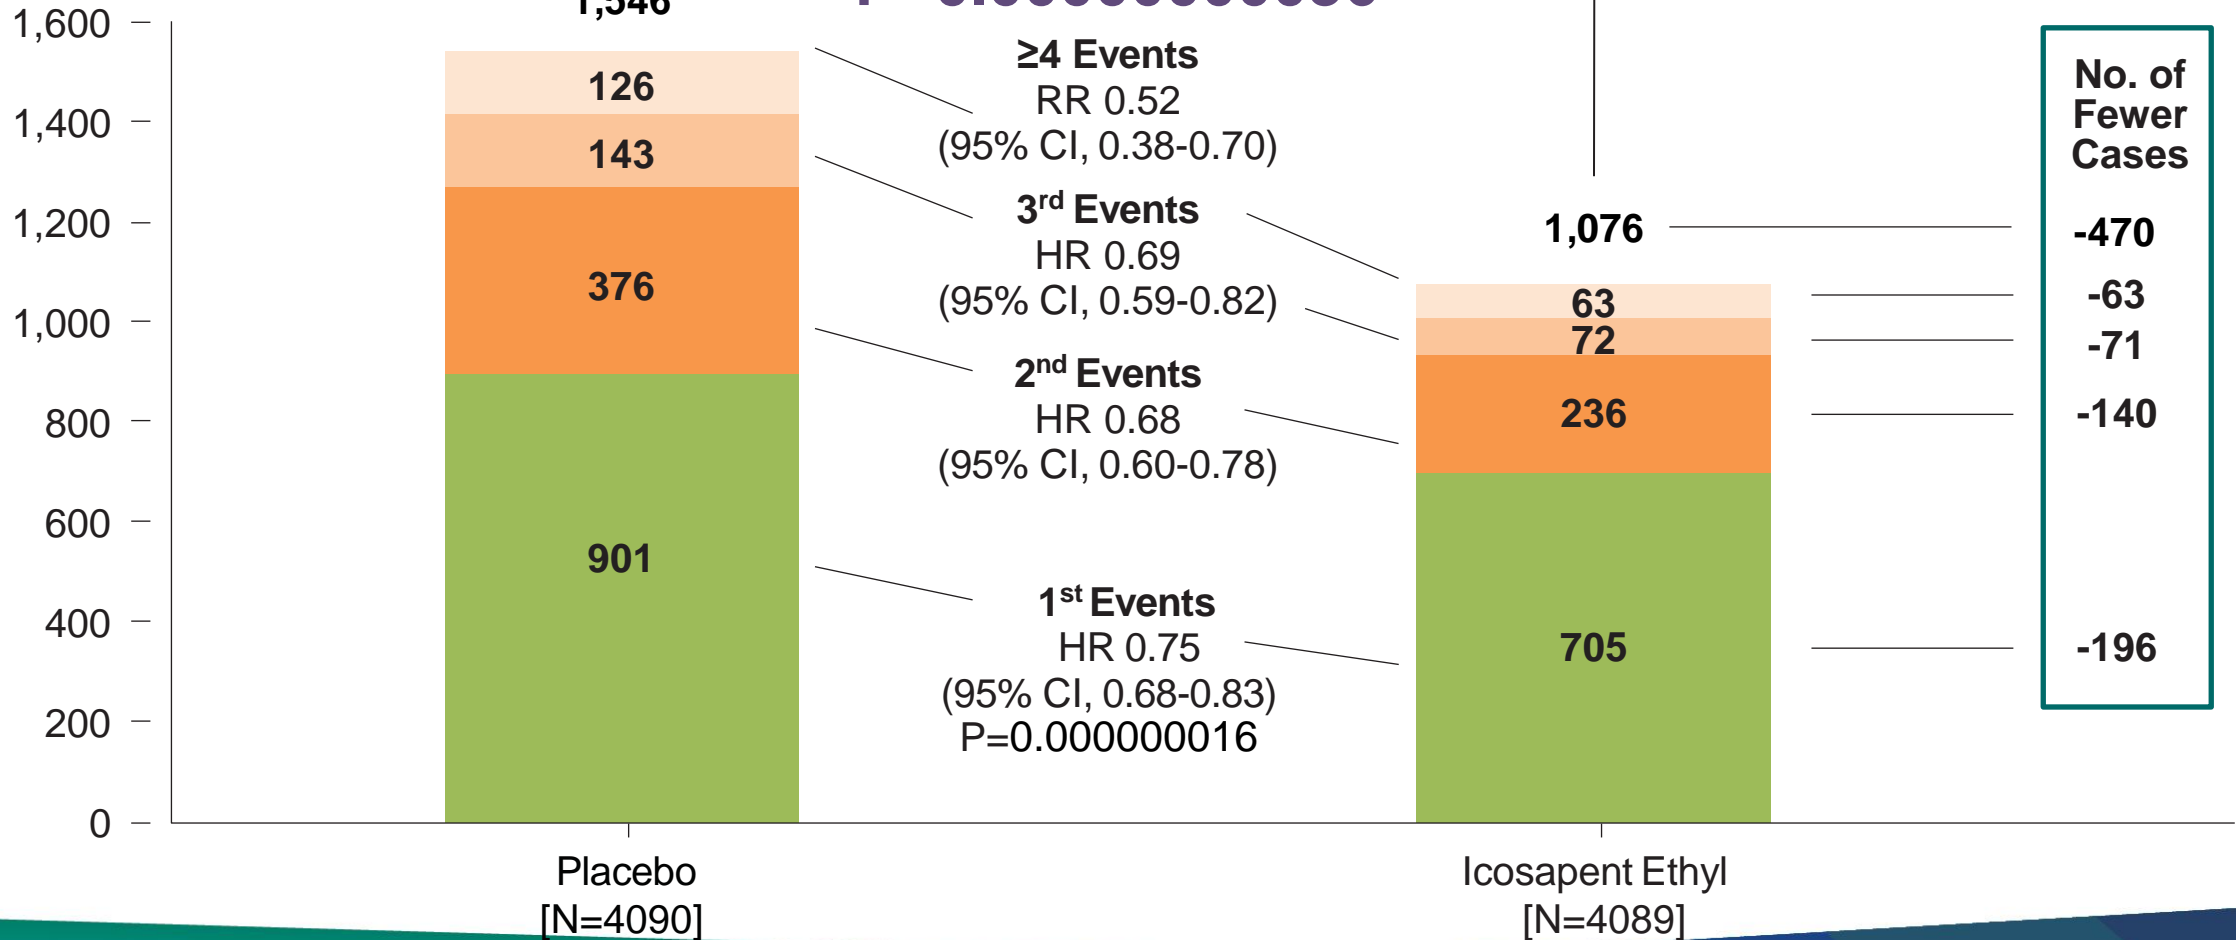 1,546
1,600
1,400
1,200
1,000
800
600
400
200
0
126
143
376
901
≥4 Events
RR 0.52
(95% CI, 0.38-0.70)
3rd Events
HR 0.69
(95% CI, 0.59-0.82)
2nd Events
HR 0.68
(95% CI, 0.60-0.78)
1st Events
HR 0.75
(95% CI, 0.68-0.83)
P=0.000000016
1,076
63
72
236
705
No. of
Fewer
Cases
-470
-63
-71
-140
-196
Placebo
[N=4090]
Icosapent Ethyl
[N=4089]